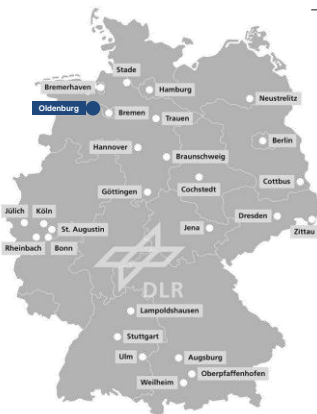 Stade
Bremerhaven
Hamburg
Neustrelitz
Oldenburg
Bremen
Trauen
Berlin
Hannover
Braunschweig
Cottbus
Göttingen
Cochstedt
Jülich
Köln
Dresden
St. Augustin
Jena
Zittau
Rheinbach
Bonn
DLR
Lampoldshausen
Stuttgart
Ulm
Augsburg
Oberpfaffenhofen
Weilheim